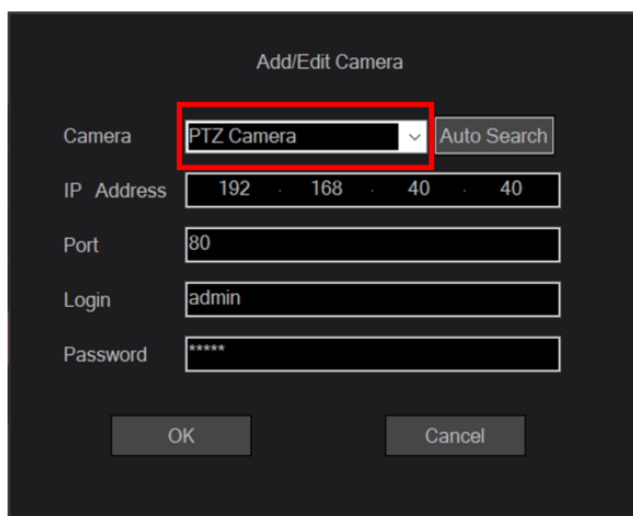 Add/Edit Camera
Camera PTZ Camera Auto Search
IP Address 192 . 168 . 40 . 40
Port 80
Login admin
Password *****
OK Cancel